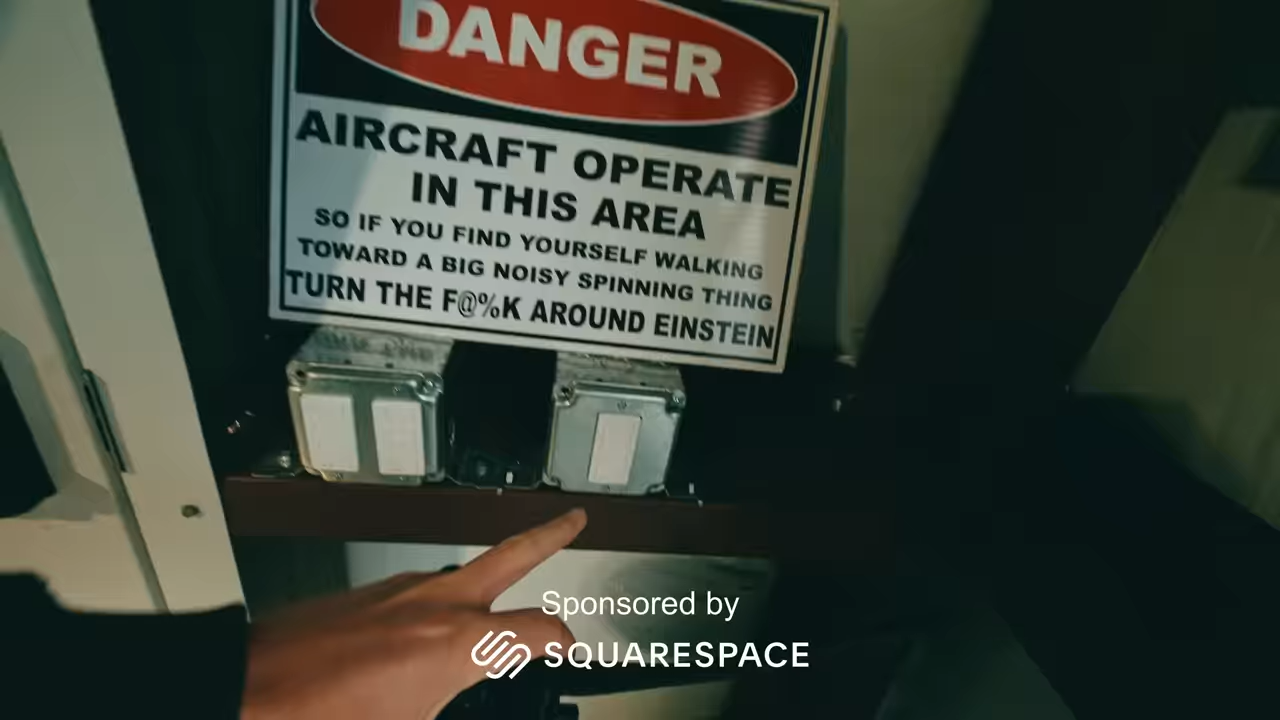 DANGER
AIRCRAFT OPERATE
IN THIS AREA
SO IF YOU FIND YOURSELF WALKING
TOWARD A BIG NOISY SPINNING THING
TURN THE F@%K AROUND EINSTEIN
Sponsored by
SQUARESPACE